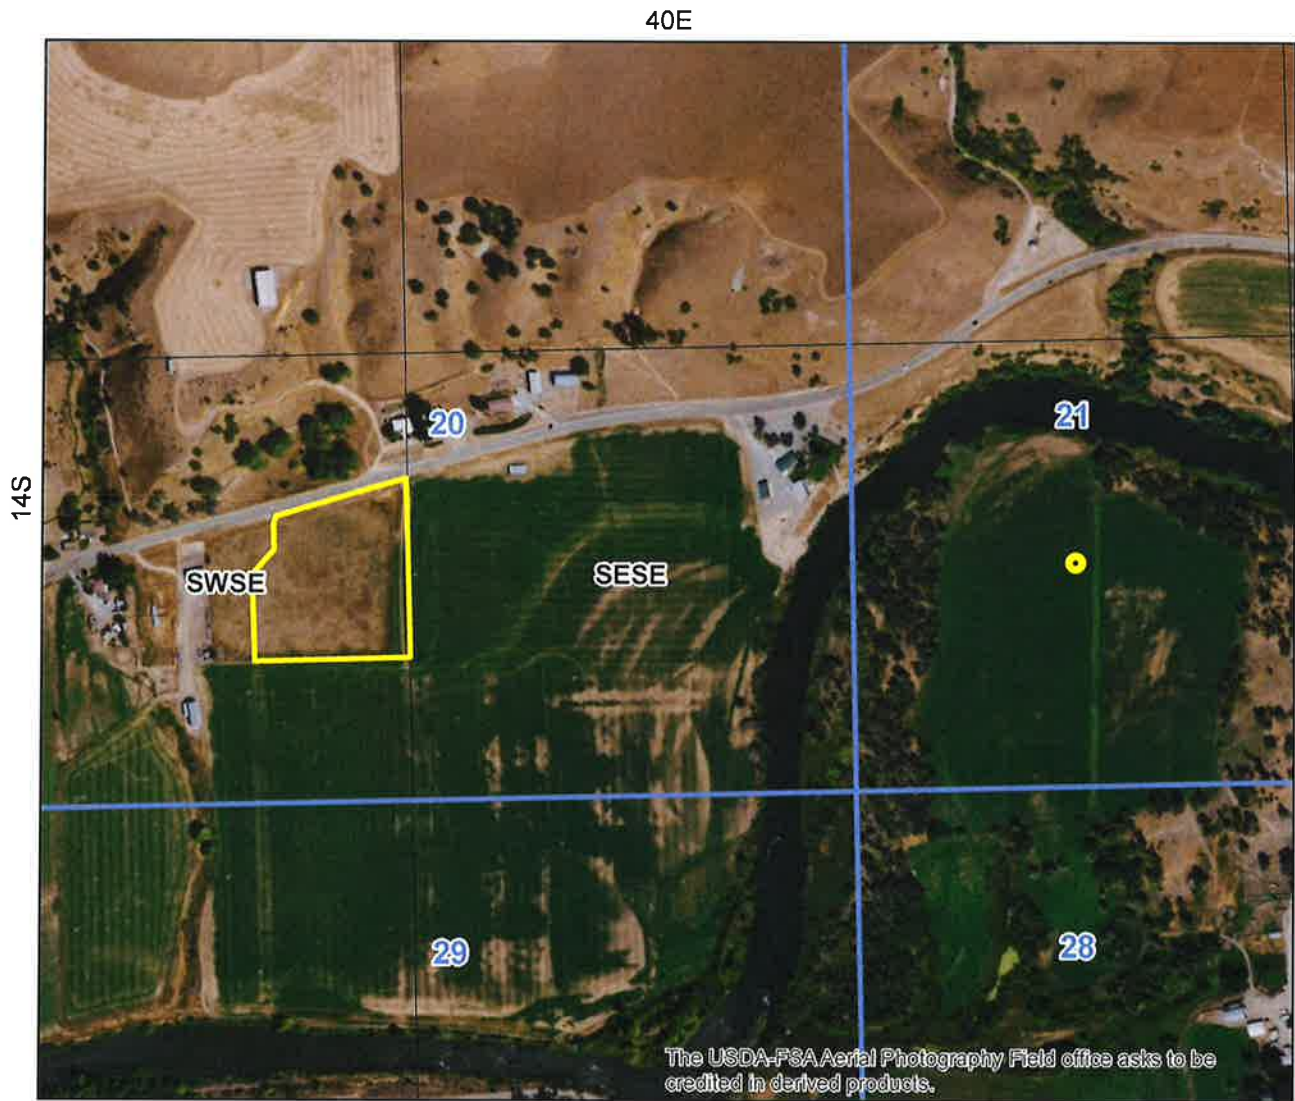 40E
14S
20
21
SWSE
SESE
29
28
The USDA-FSA Aerial Photography Field office asks to be
credited in derived products.